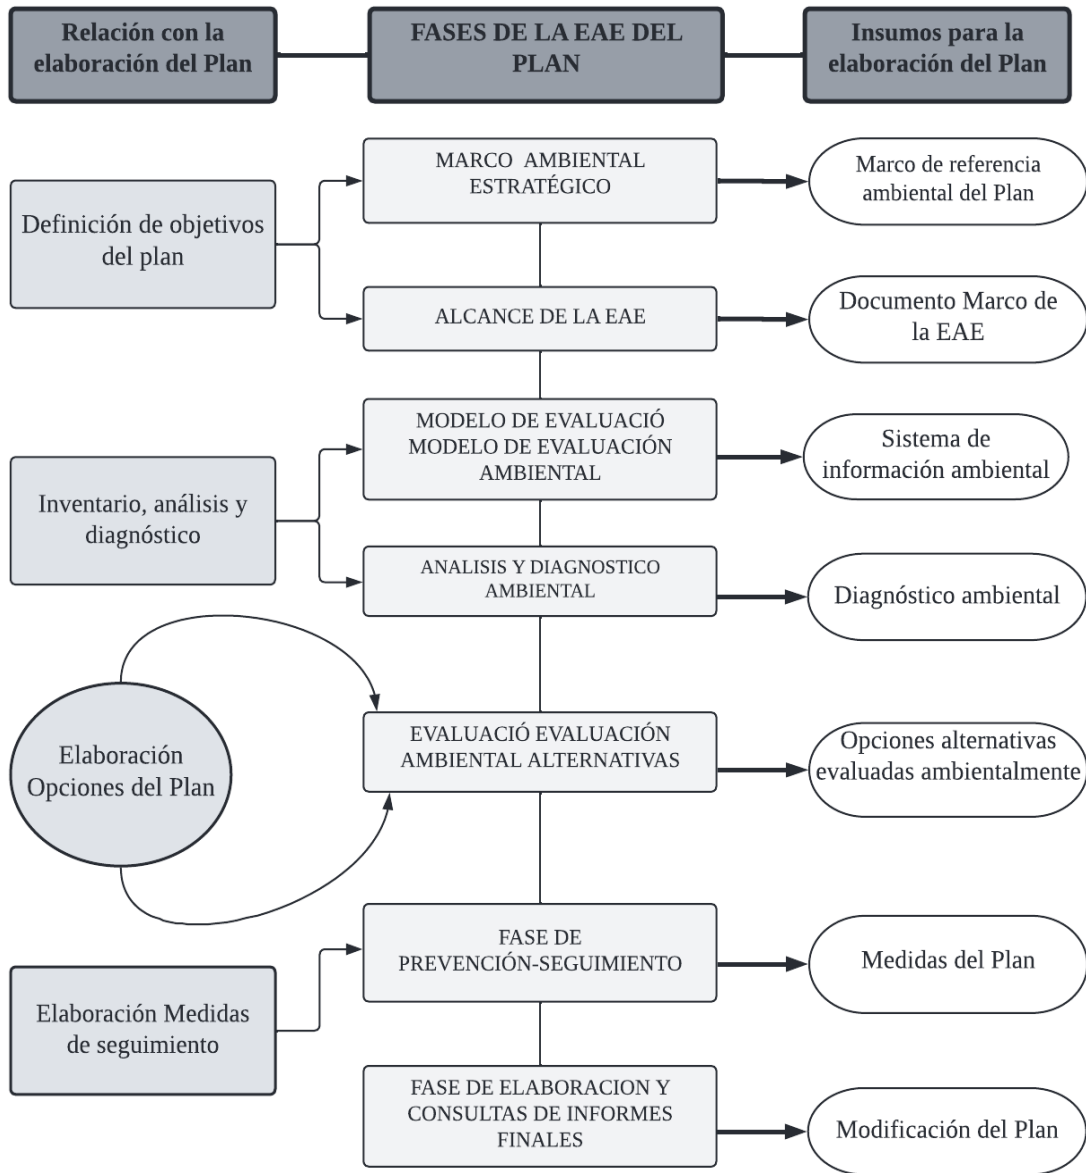 Relación con la
elaboración del Plan
FASES DE LA EAE DEL
PLAN
Insumos para la
elaboración del Plan
Definición de objetivos
del plan
MARCO AMBIENTAL
ESTRATÉGICO
Marco de referencia
ambiental del Plan
ALCANCE DE LA EAE
Documento Marco de
la EAE
Inventario, análisis y
diagnóstico
MODELO DE EVALUACIÓ
MODELO DE EVALUACIÓN
AMBIENTAL
Sistema de
información ambiental
ANALISIS Y DIAGNOSTICO
AMBIENTAL
Diagnóstico ambiental
Elaboración
Opciones del Plan
EVALUACIÓ EVALUACIÓN
AMBIENTAL ALTERNATIVAS
Opciones alternativas
evaluadas ambientalmente
Elaboración Medidas
de seguimiento
FASE DE
PREVENCIÓN-SEGUIMIENTO
Medidas del Plan
FASE DE ELABORACION Y
CONSULTAS DE INFORMES
FINALES
Modificación del Plan